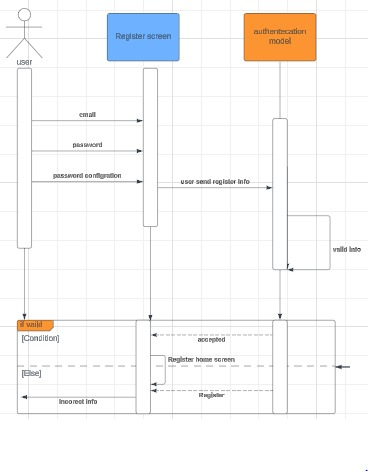 user
Register screen
authentecation
model
email
password
password configration
user send register info
valid info
if vaild
[Condition]
accepted
Register home screen
[Else]
Register
Incorect info